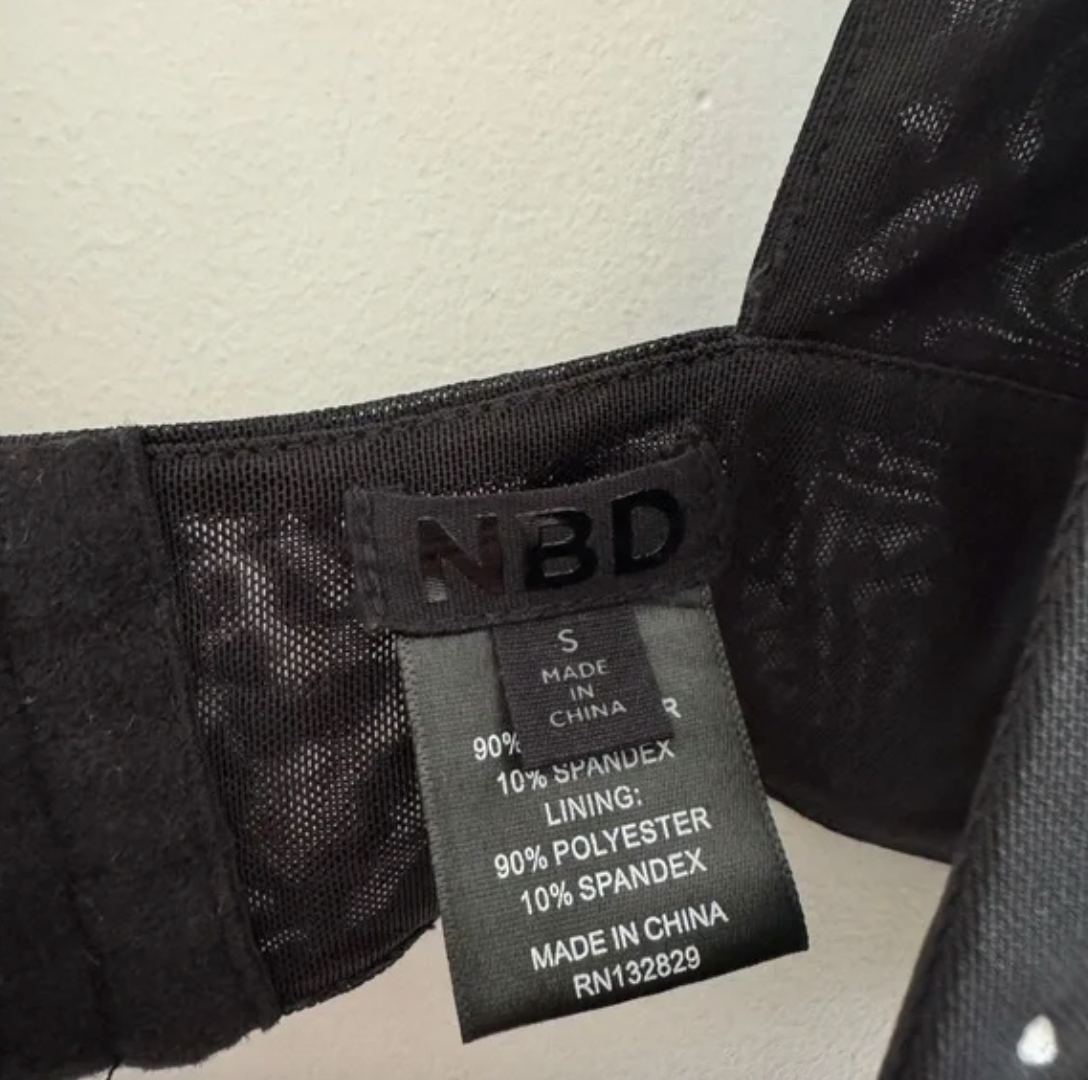 NBD
S
MADE
IN
CHINA
90%
10% SPANDEX
LINING:
90% POLYESTER
10% SPANDEX
MADE IN CHINA
RN132829